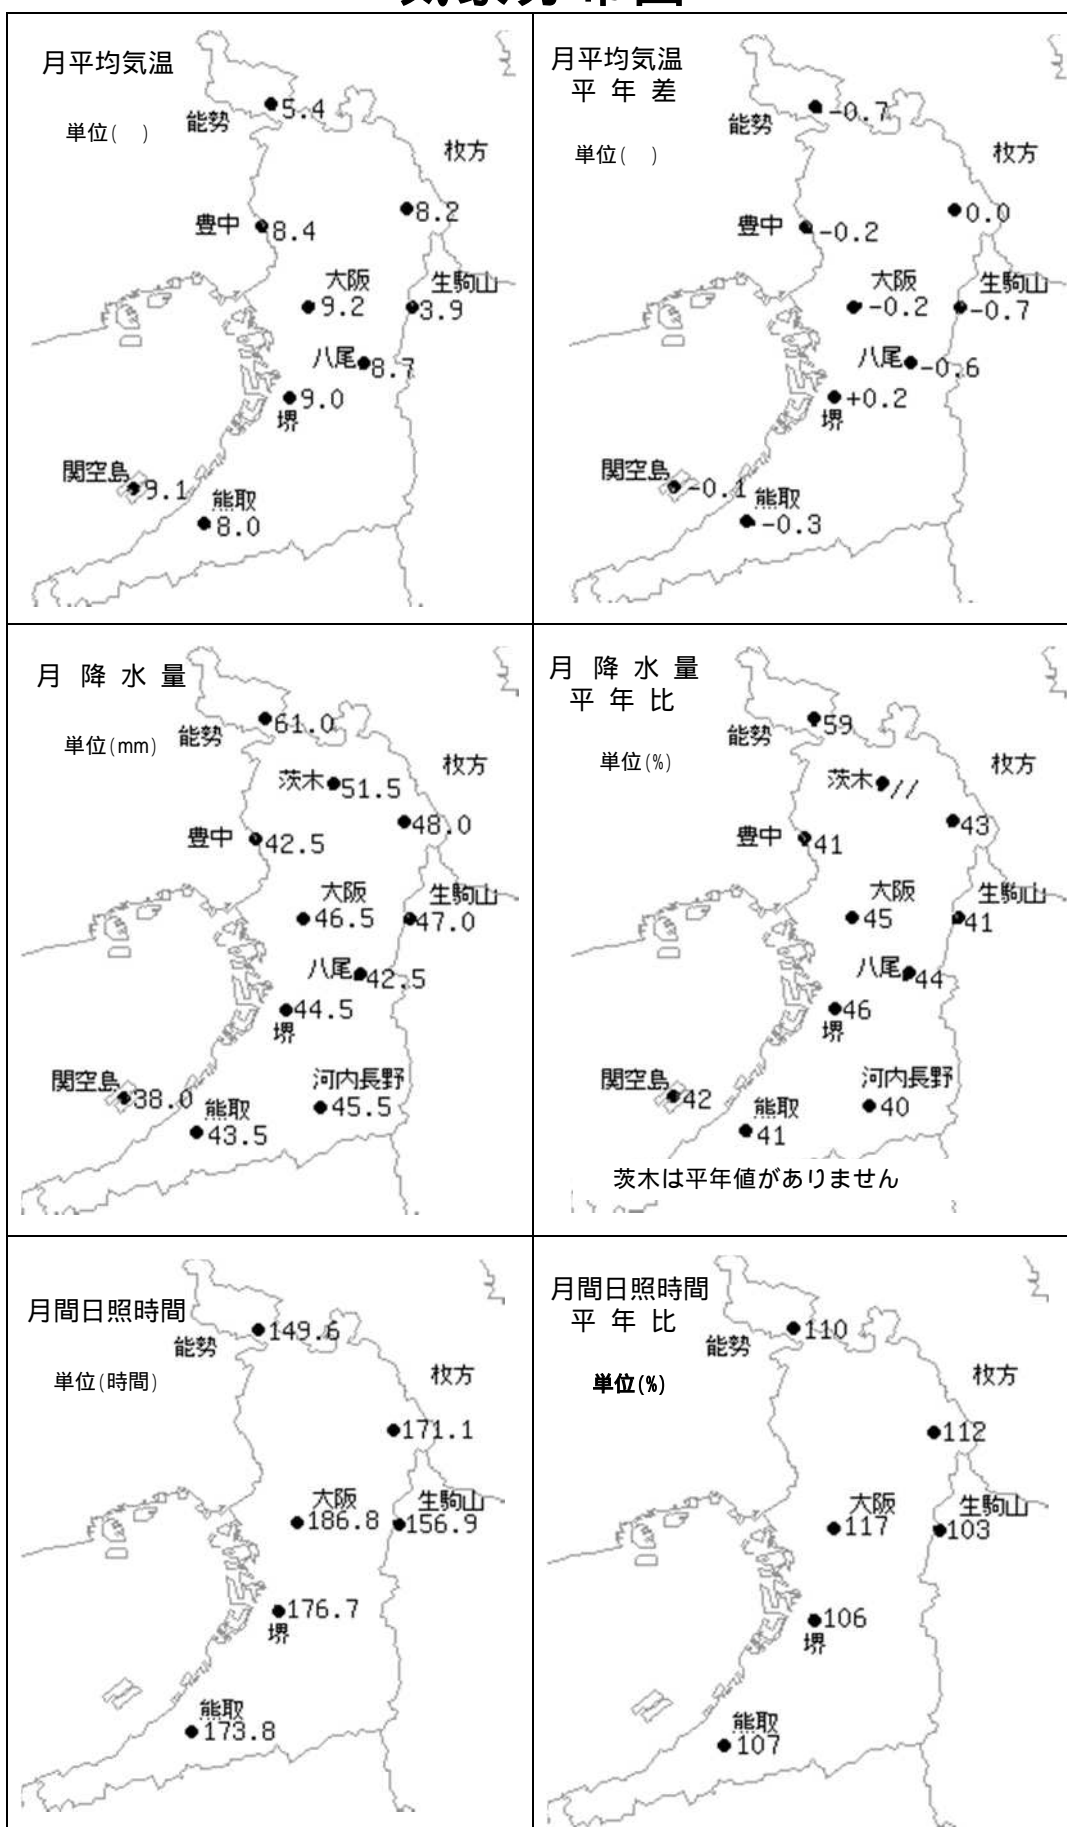 月平均気温
単位( )
能勢
5.4
枚方
8.2
豊中
8.4
大阪
9.2
生駒山
3.9
八尾
8.7
9.0
堺
関空島
9.1
熊取
8.0
月平均気温
平年差
単位( )
能勢
-0.7
枚方
0.0
豊中
-0.2
大阪
-0.2
生駒山
-0.7
八尾
-0.6
+0.2
堺
関空島
-0.1
熊取
-0.3
月降水量
単位(mm)
能勢
61.0
枚方
茨木
51.5
48.0
豊中
42.5
大阪
46.5
生駒山
47.0
八尾
42.5
44.5
堺
関空島
38.0
河内長野
45.5
熊取
43.5
月降水量
平年比
単位(%)
能勢
59
枚方
茨木
//
43
豊中
41
大阪
45
生駒山
41
八尾
44
46
堺
関空島
42
河内長野
40
熊取
41
茨木は平年値がありません
月間日照時間
単位(時間)
能勢
149.6
枚方
171.1
大阪
186.8
生駒山
156.9
176.7
堺
熊取
173.8
月間日照時間
平年比
単位(%)
能勢
110
枚方
112
大阪
117
生駒山
103
106
堺
熊取
107